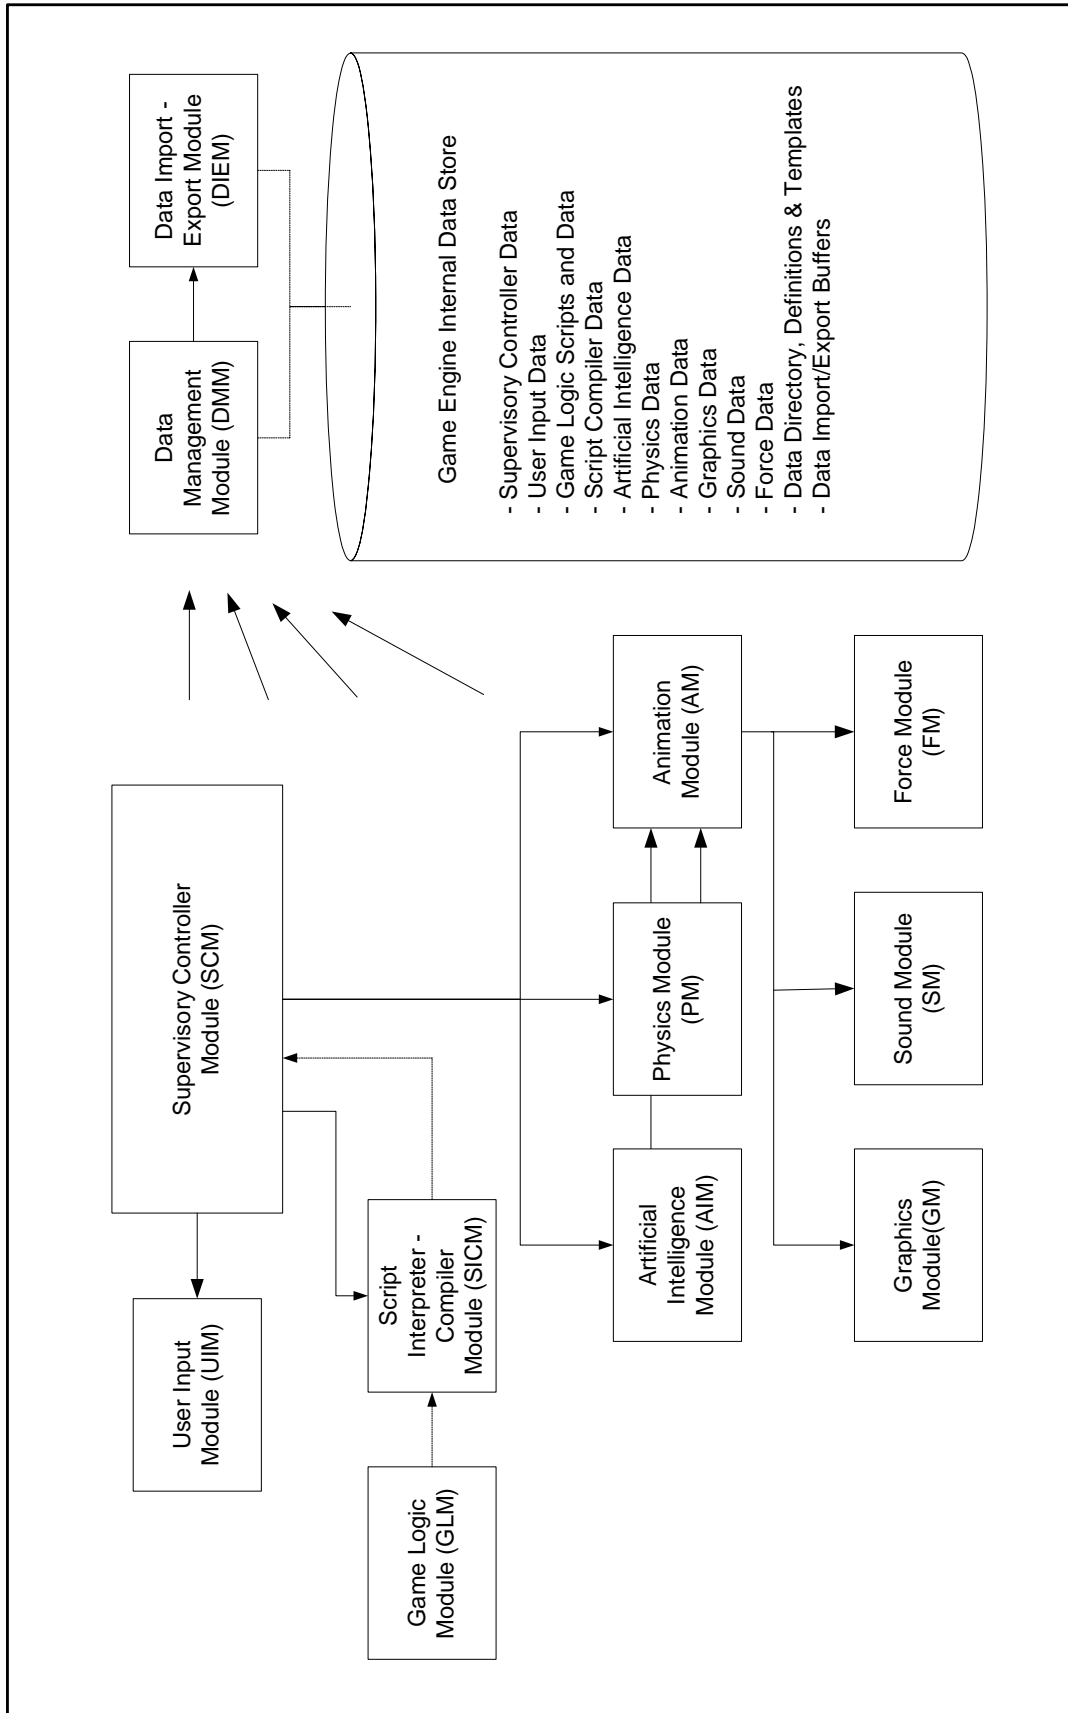 User Input
Module (UIM)
Supervisory Controller
Module (SCM)
Data
Management
Module (DMM)
Data Import -
Export Module
(DIEM)
Game Logic
Module (GLM)
Script
Interpreter -
Compiler
Module (SICM)
Artificial
Intelligence
Module (AIM)
Physics Module
(PM)
Animation
Module (AM)
Graphics
Module(GM)
Sound Module
(SM)
Force Module
(FM)
Game Engine Internal Data Store
- Supervisory Controller Data
- User Input Data
- Game Logic Scripts and Data
- Script Compiler Data
- Artificial Intelligence Data
- Physics Data
- Animation Data
- Graphics Data
- Sound Data
- Force Data
- Data Directory, Definitions & Templates
- Data Import/Export Buffers